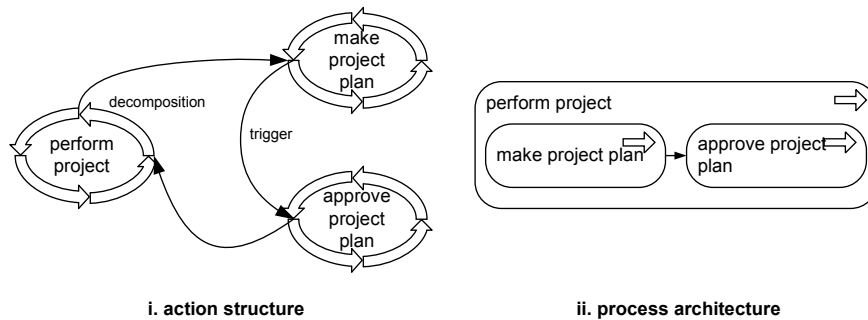 make
project
plan
decomposition
perform
project
trigger
approve
project
plan
i. action structure
perform project
make project plan
approve project
plan
ii. process architecture